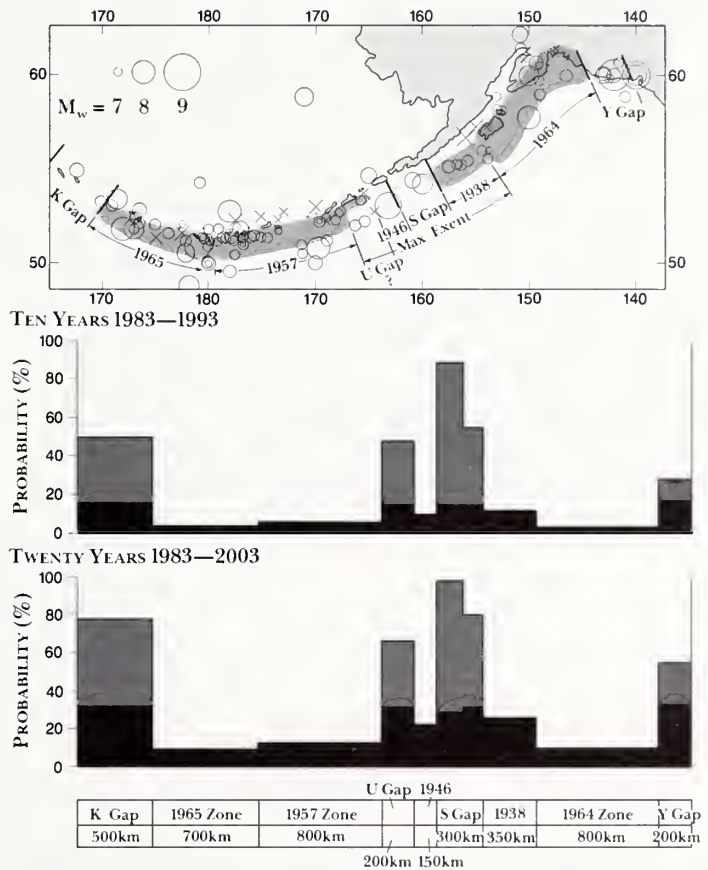 170 180 170 160 150 140
60 60
Mw = 7 8 9
Y Gap
1964
1938
S Gap
1946
Max Exent
K Gap
1965
1957
U Gap
?
50 50
170 180 170 160 150 140
TEN YEARS 1983—1993
PROBABILITY (%)
100
80
60
40
20
0
TWENTY YEARS 1983—2003
PROBABILITY (%)
100
80
60
40
20
0
U Gap 1946
K Gap 1965 Zone 1957 Zone S Gap 1938 1964 Zone Y Gap
500km 700km 800km 300km 350km 800km 200km
200km 150km